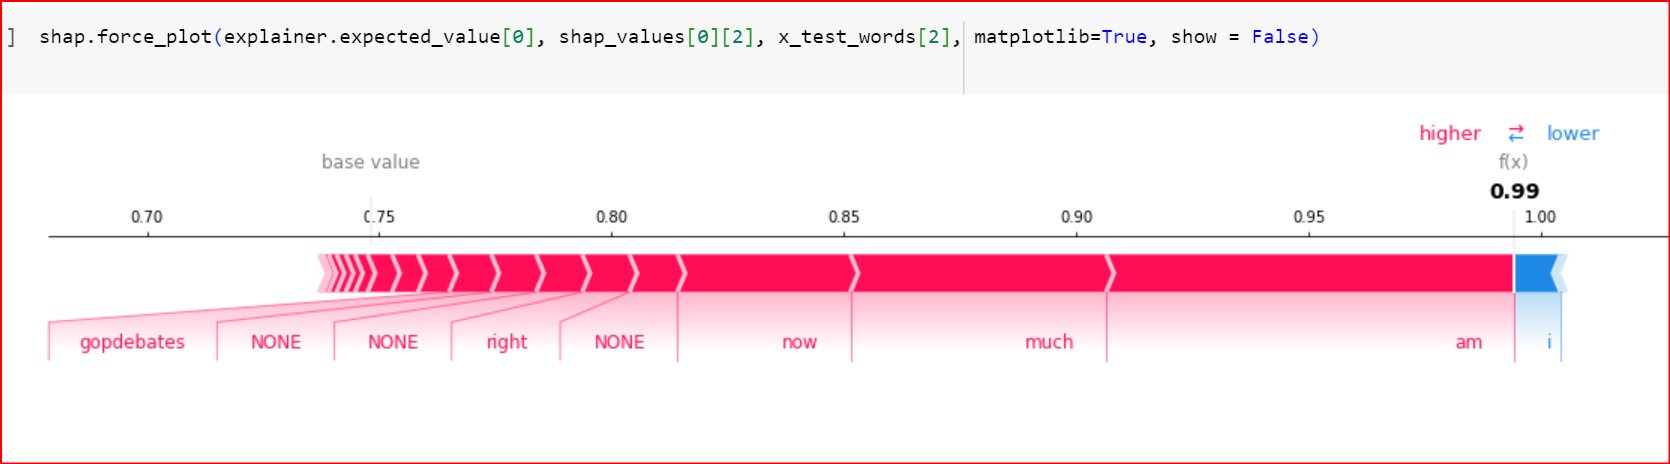 ] shap.force_plot(explainer.expected_value[0], shap_values[0][2], x_test_words[2], matplotlib=True, show = False)
higher ⇄ lower
base value f(x)
0.99
0.70 0.75 0.80 0.85 0.90 0.95 1.00
gopdebates NONE NONE right NONE now much am i